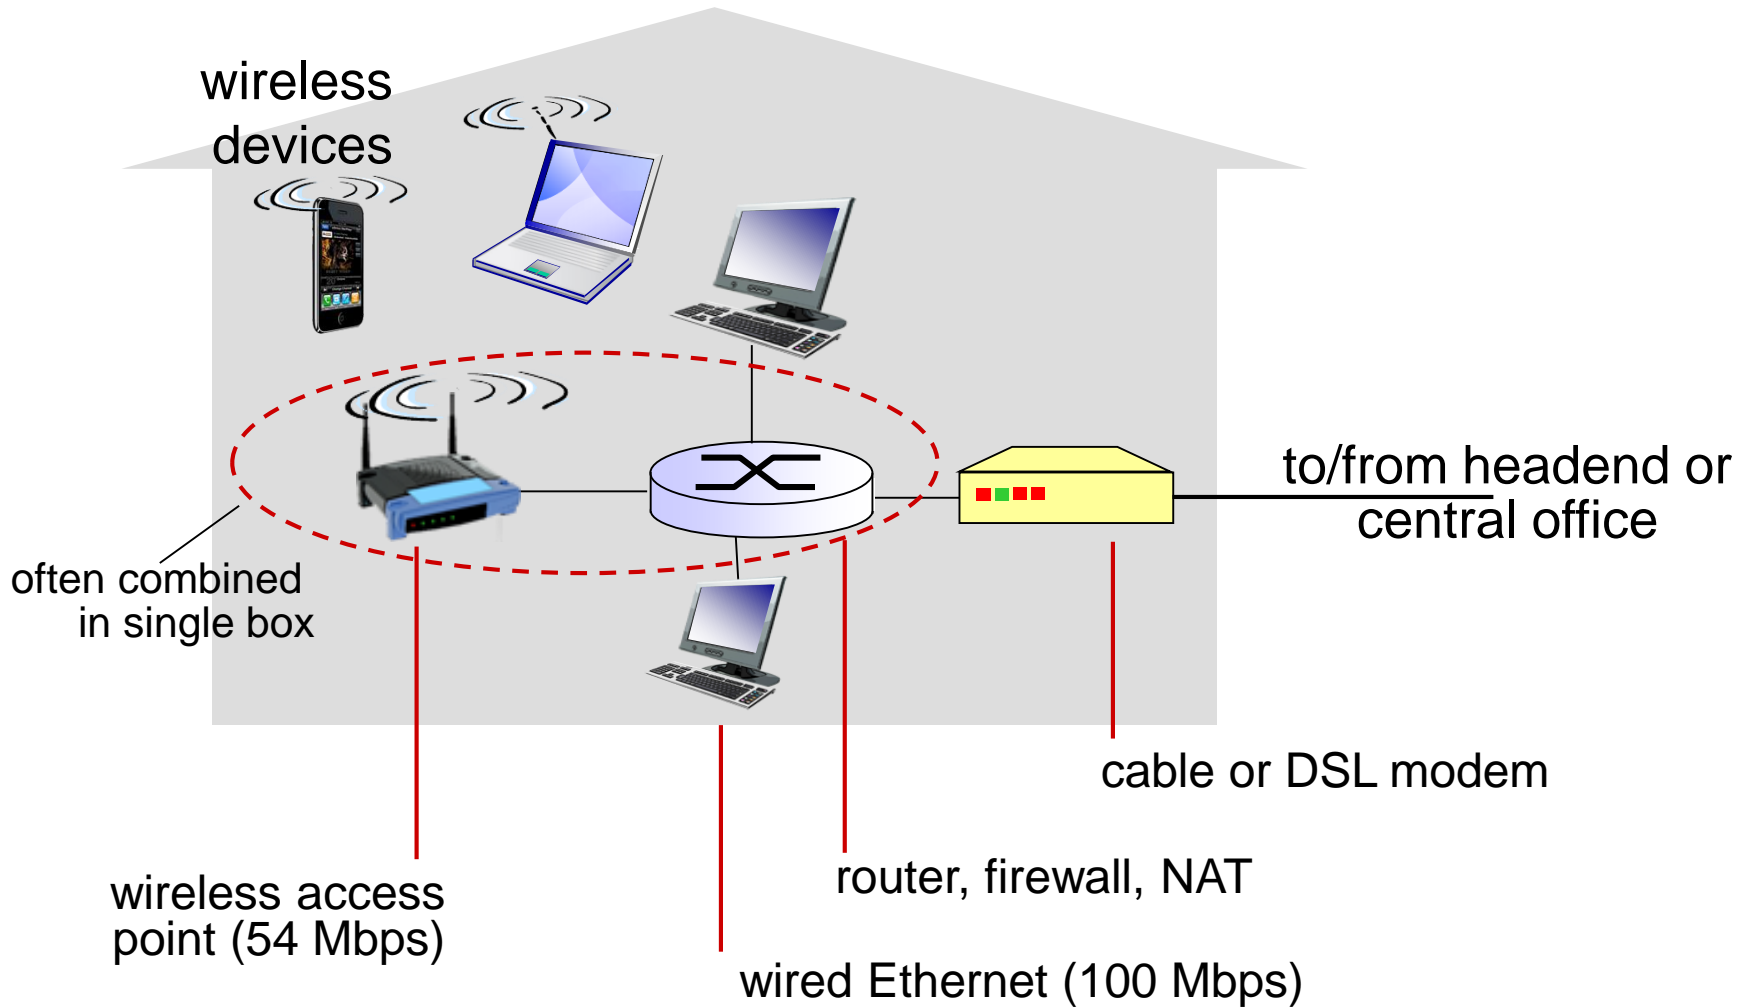 wireless
devices
to/from headend or
central office
often combined
in single box
cable or DSL modem
router, firewall, NAT
wireless access
point (54 Mbps)
wired Ethernet (100 Mbps)